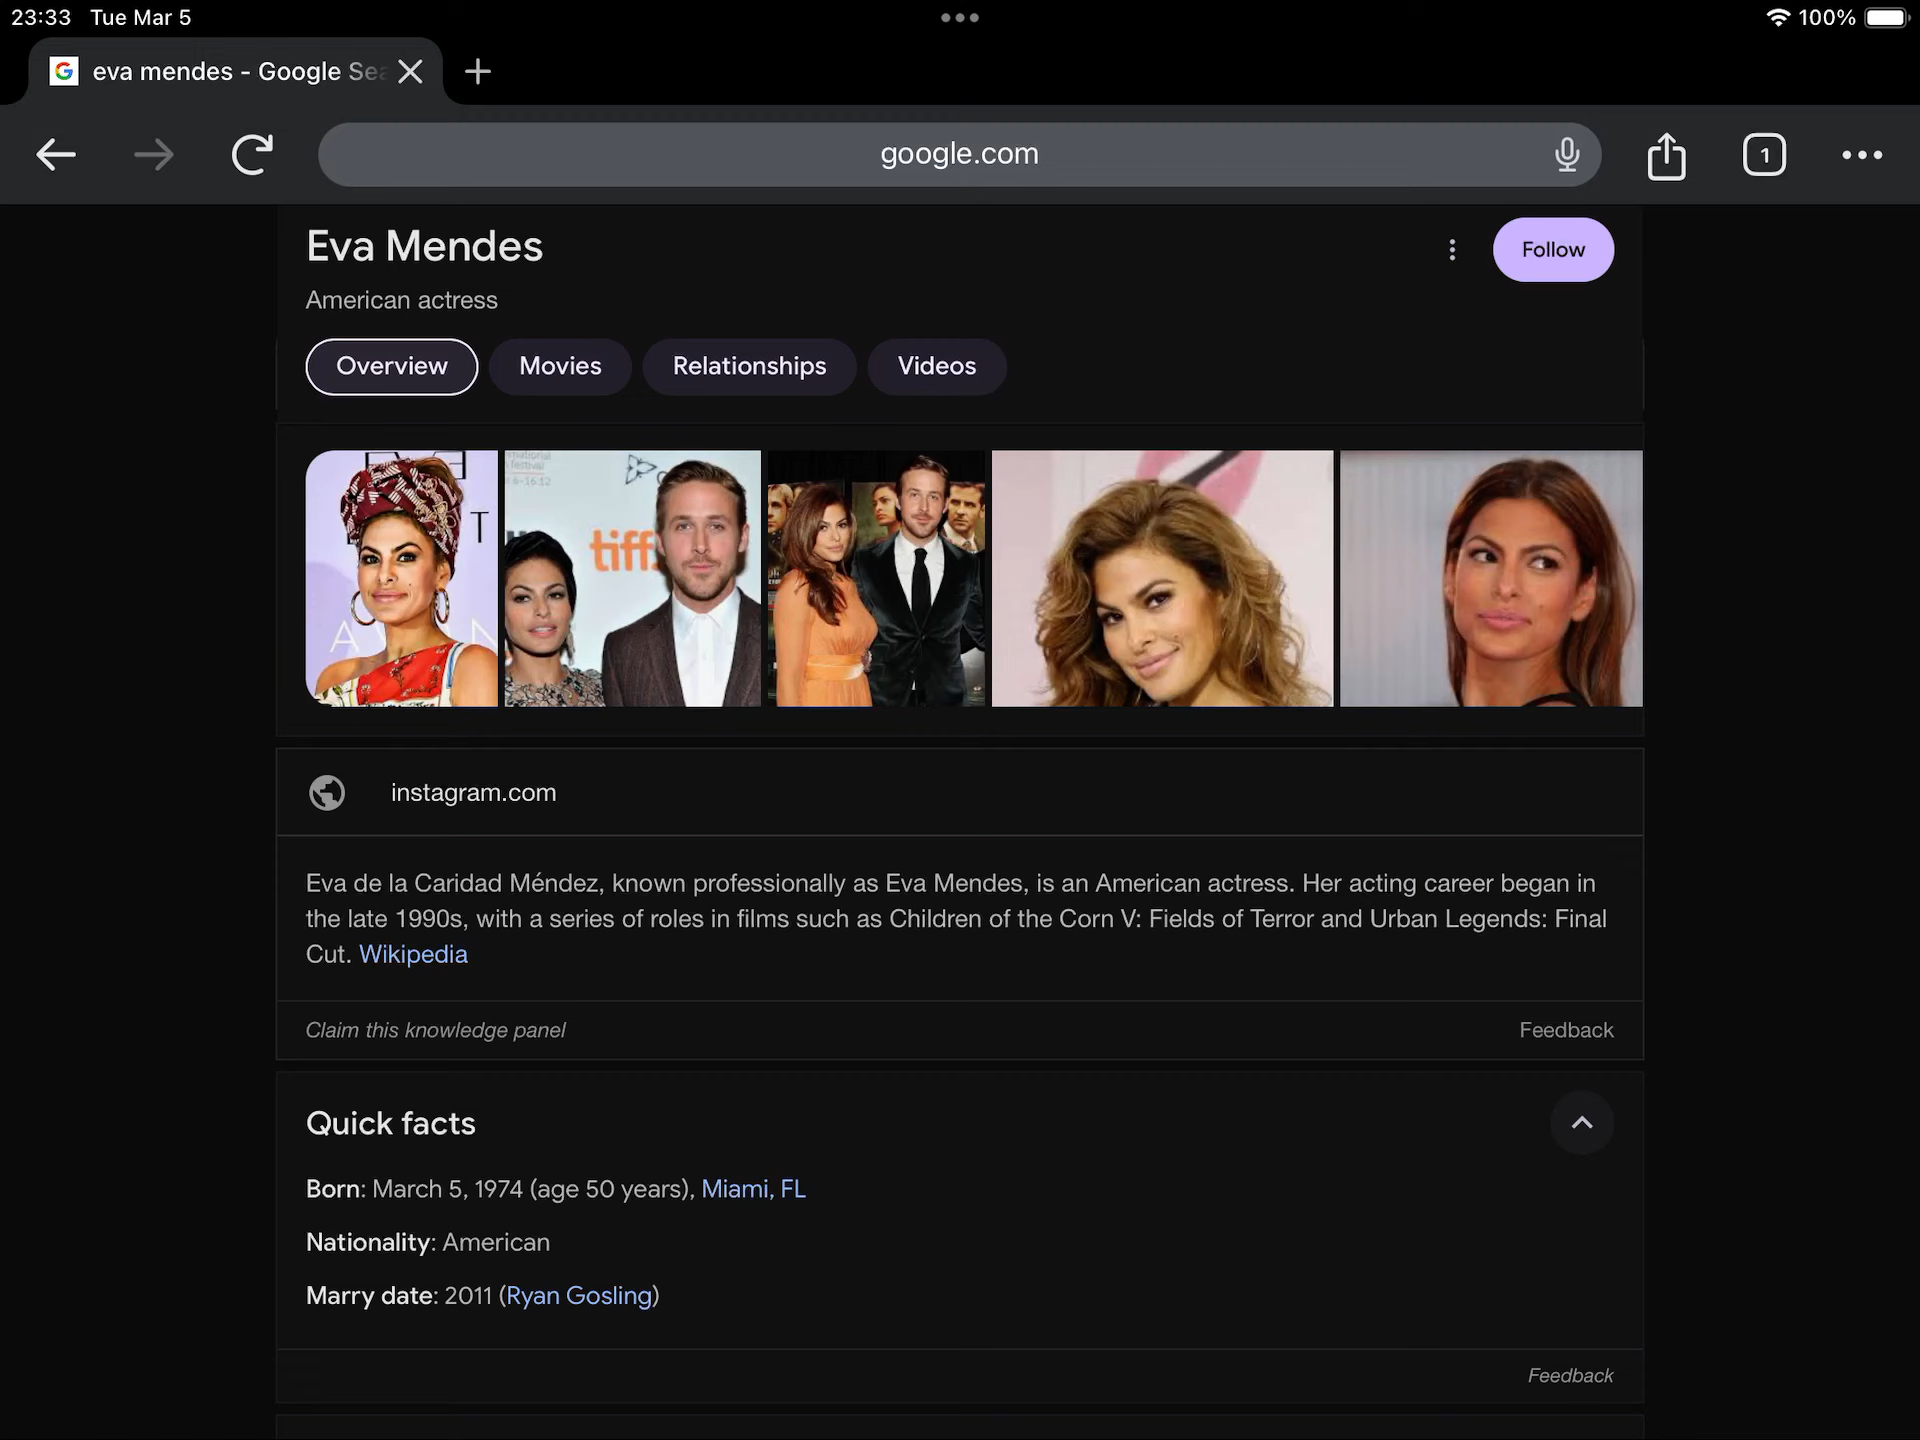 23:33 Tue Mar 5
100%
eva mendes - Google Sea
google.com
1
Eva Mendes
Follow
American actress
Overview
Movies
Relationships
Videos
T
A
N
tiff.
Instagram.com
Eva de la Caridad Méndez, known professionally as Eva Mendes, is an American actress. Her acting career began in
the late 1990s, with a series of roles in films such as Children of the Corn V: Fields of Terror and Urban Legends: Final
Cut. Wikipedia
Claim this knowledge panel
Feedback
Quick facts
Born: March 5, 1974 (age 50 years), Miami, FL
Nationality: American
Marry date: 2011 (Ryan Gosling)
Feedback